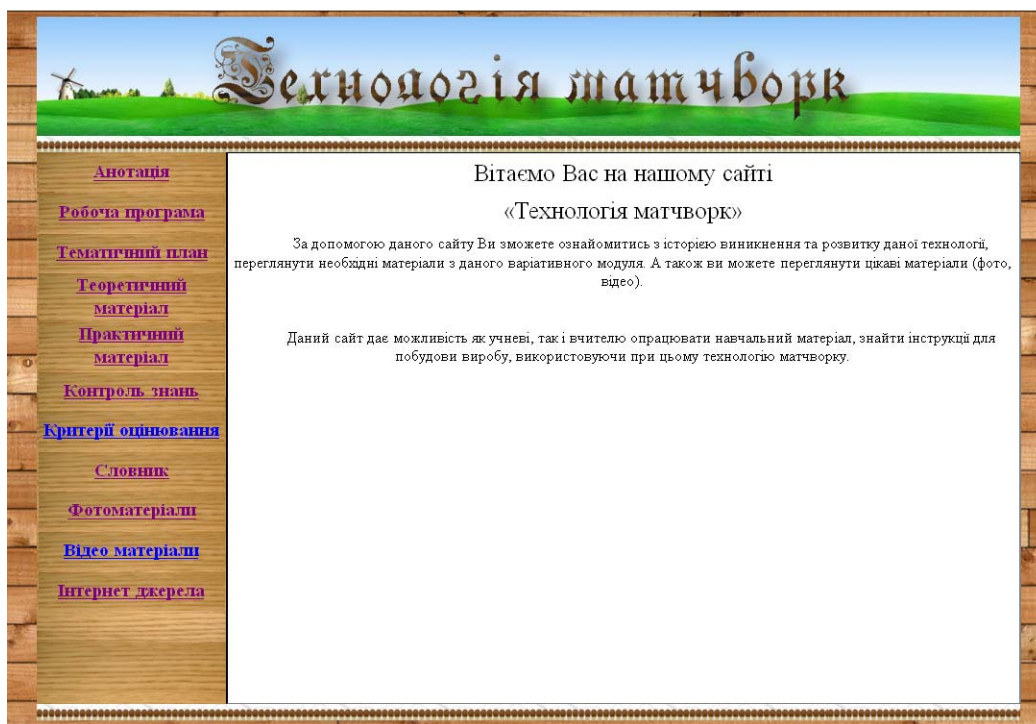 Технологія матчворк
Анотація
Робоча програма
Тематичний план
Теоретичний
матеріал
Практичний
матеріал
Контроль знань
Критерії оцінювання
Словник
Фотоматеріали
Відео матеріали
Інтернет джерела
Вітаємо Вас на нашому сайті
«Технологія матчворк»
За допомогою даного сайту Ви зможете ознайомитись з історією виникнення та розвитку даної технології,
переглянути необхідні матеріали з даного варіативного модуля. А також ви можете переглянути цікаві матеріали (фото,
відео).
Даний сайт дає можливість як учневі, так і вчителю опрацювати навчальний матеріал, знайти інструкції для
побудови виробу, використовуючи при цьому технологію матчворку.